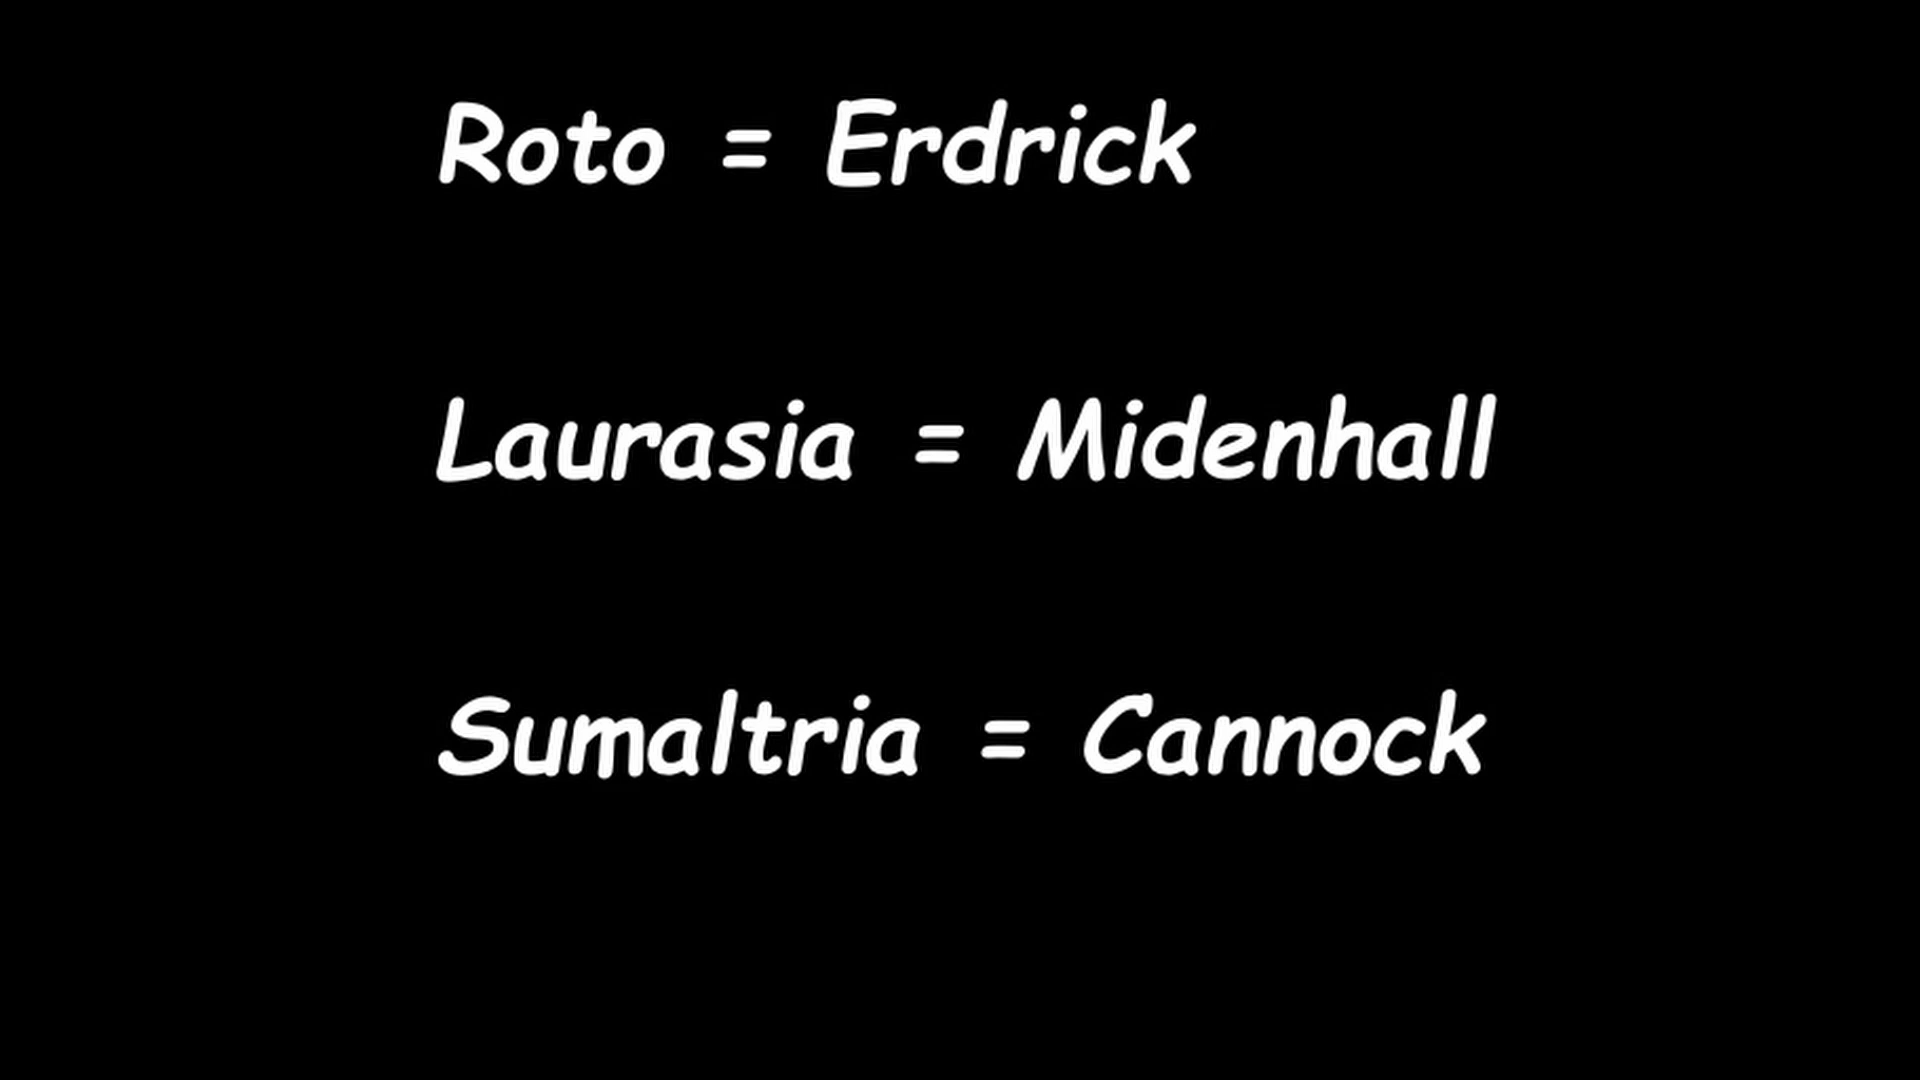 Roto = Erdrick
Laurasia = Midenhall
Sumaltria = Cannock